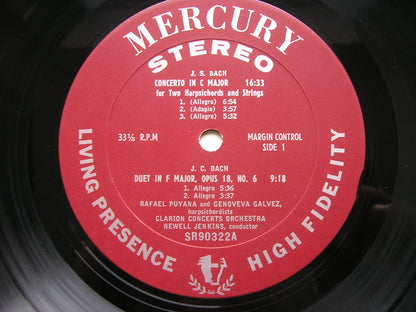 MERCURY
STEREO
J. S. BACH
CONCERTO IN C MAJOR 16:33
for Two Harpsichords and Strings
1. (Allegro) 6:54
2. (Adagio) 3:57
3. (Allegro) 5:32
33⅓ R.P.M
MARGIN CONTROL
SIDE 1
J. C. BACH
DUET IN F MAJOR, OPUS 18, NO. 6 9:18
1. Allegro 5:36
2. Allegro 3:37
RAFAEL PUYANA and GENOVEVA GALVEZ,
harpsichordists
CLARION CONCERTS ORCHESTRA
NEWELL JENKINS, conductor
SR90322A
LIVING PRESENCE
HIGH FIDELITY